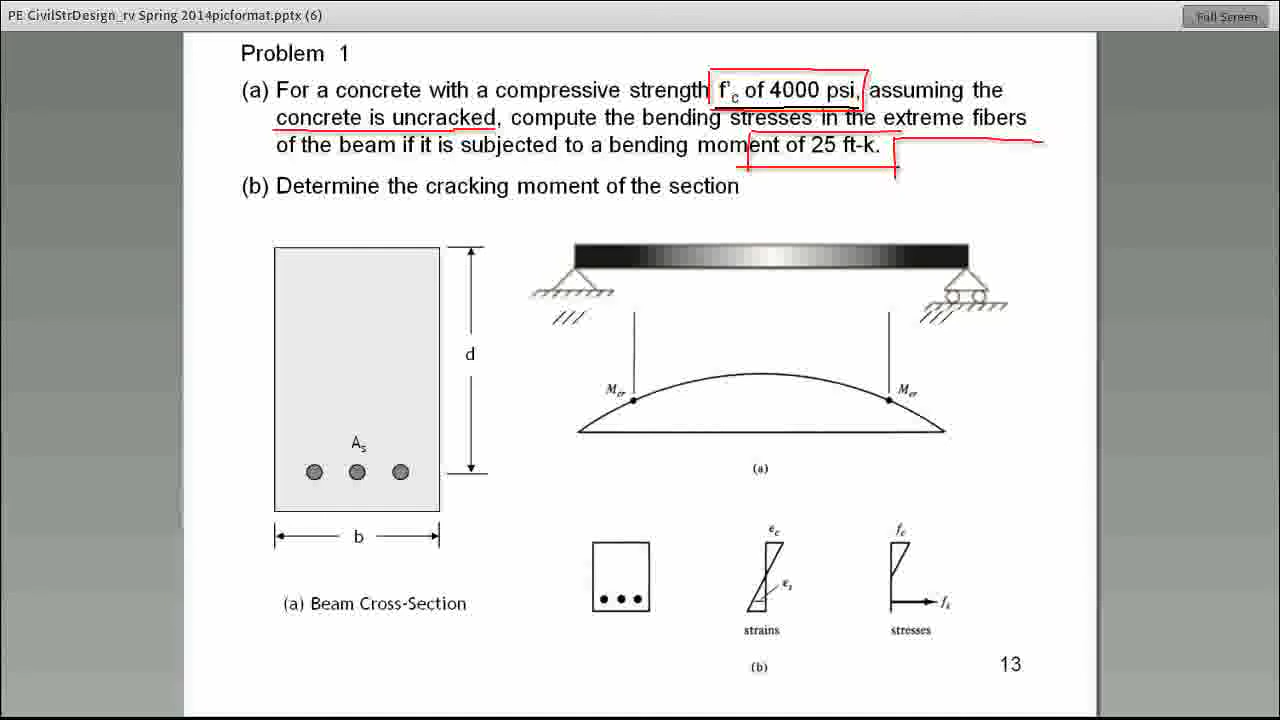 PE CivilStrDesign_rv Spring 2014picformat.pptx (6)
Full Screen
Problem 1
(a) For a concrete with a compressive strength f'c of 4000 psi, assuming the
concrete is uncracked, compute the bending stresses in the extreme fibers
of the beam if it is subjected to a bending moment of 25 ft-k.
(b) Determine the cracking moment of the section
d
As
b
(a) Beam Cross-Section
Mcr
Mcr
(a)
ϵc
ϵs
strains
fc
fs
stresses
(b)
13